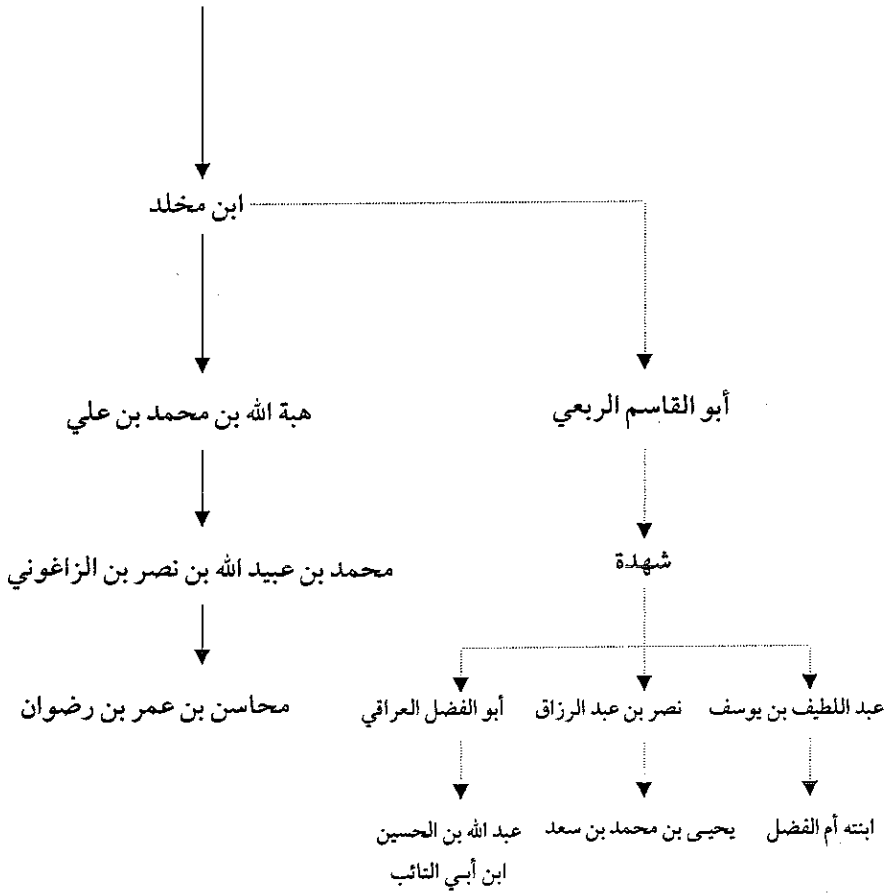 ابن مخلد
أبو القاسم الربعي
هبة الله بن محمد بن علي
شهدة
محمد بن عبيد الله بن نصر بن الزاغوني
عبد اللطيف بن يوسف
نصر بن عبد الرزاق
أبو الفضل العراقي
محاسن بن عمر بن رضوان
ابنته أم الفضل
يحيى بن محمد بن سعد
عبد الله بن الحسين
ابن أبي التائب